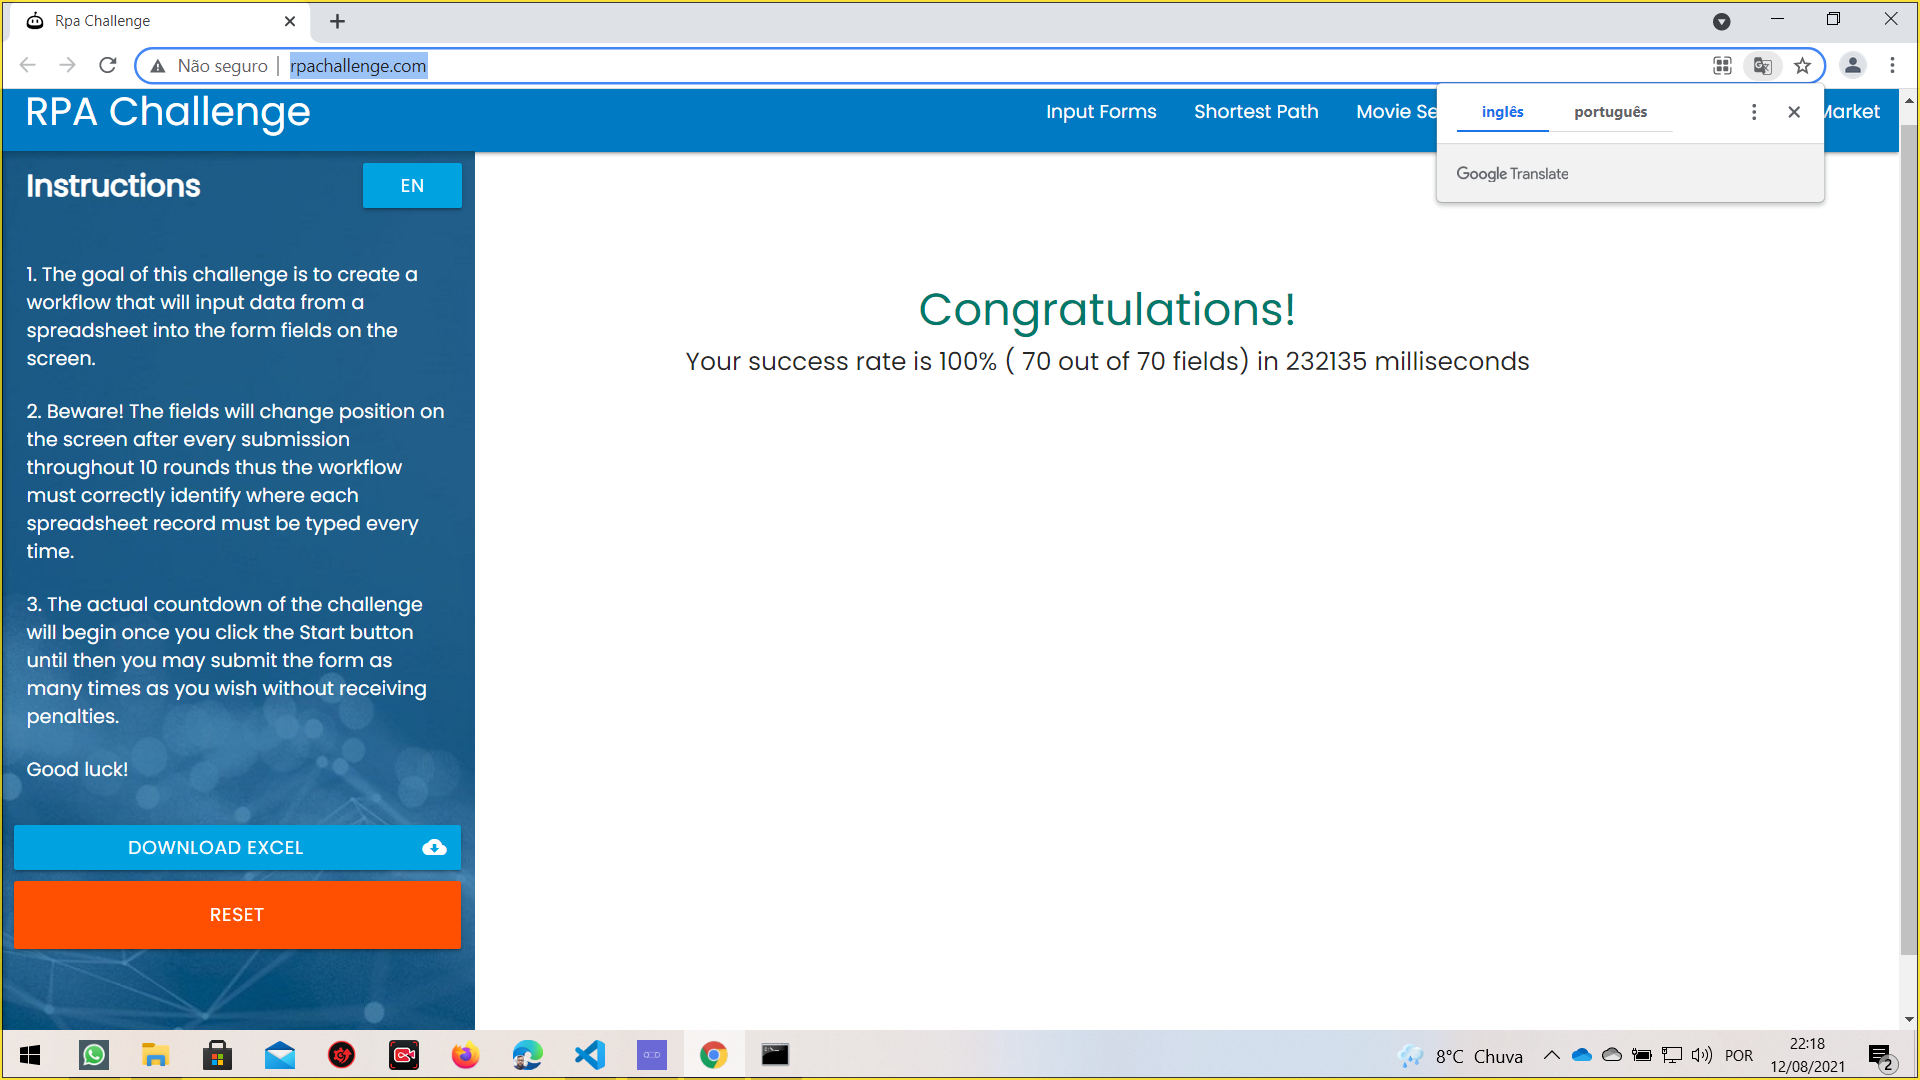 Rpa Challenge
Não seguro
rpachallenge.com
RPA Challenge
Input Forms
Shortest Path
Movie Se
Market
inglês
português
Google Translate
Instructions
EN
1. The goal of this challenge is to create a
workflow that will input data from a
spreadsheet into the form fields on the
screen.
2. Beware! The fields will change position on
the screen after every submission
throughout 10 rounds thus the workflow
must correctly identify where each
spreadsheet record must be typed every
time.
3. The actual countdown of the challenge
will begin once you click the Start button
until then you may submit the form as
many times as you wish without receiving
penalties.
Good luck!
DOWNLOAD EXCEL
RESET
Congratulations!
Your success rate is 100% ( 70 out of 70 fields) in 232135 milliseconds
8°C Chuva
POR
22:18
12/08/2021
2